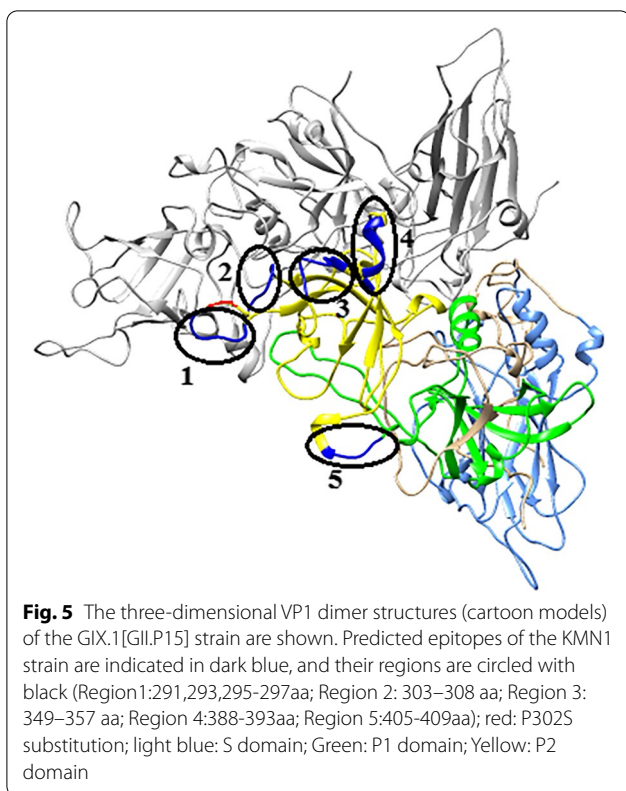 4
2
3
1
5
Fig. 5 The three-dimensional VP1 dimer structures (cartoon models)
of the GIX.1[GII.P15] strain are shown. Predicted epitopes of the KMN1
strain are indicated in dark blue, and their regions are circled with
black (Region1:291,293,295-297aa; Region 2: 303–308 aa; Region 3:
349–357 aa; Region 4:388-393aa; Region 5:405-409aa); red: P302S
substitution; light blue: S domain; Green: P1 domain; Yellow: P2
domain